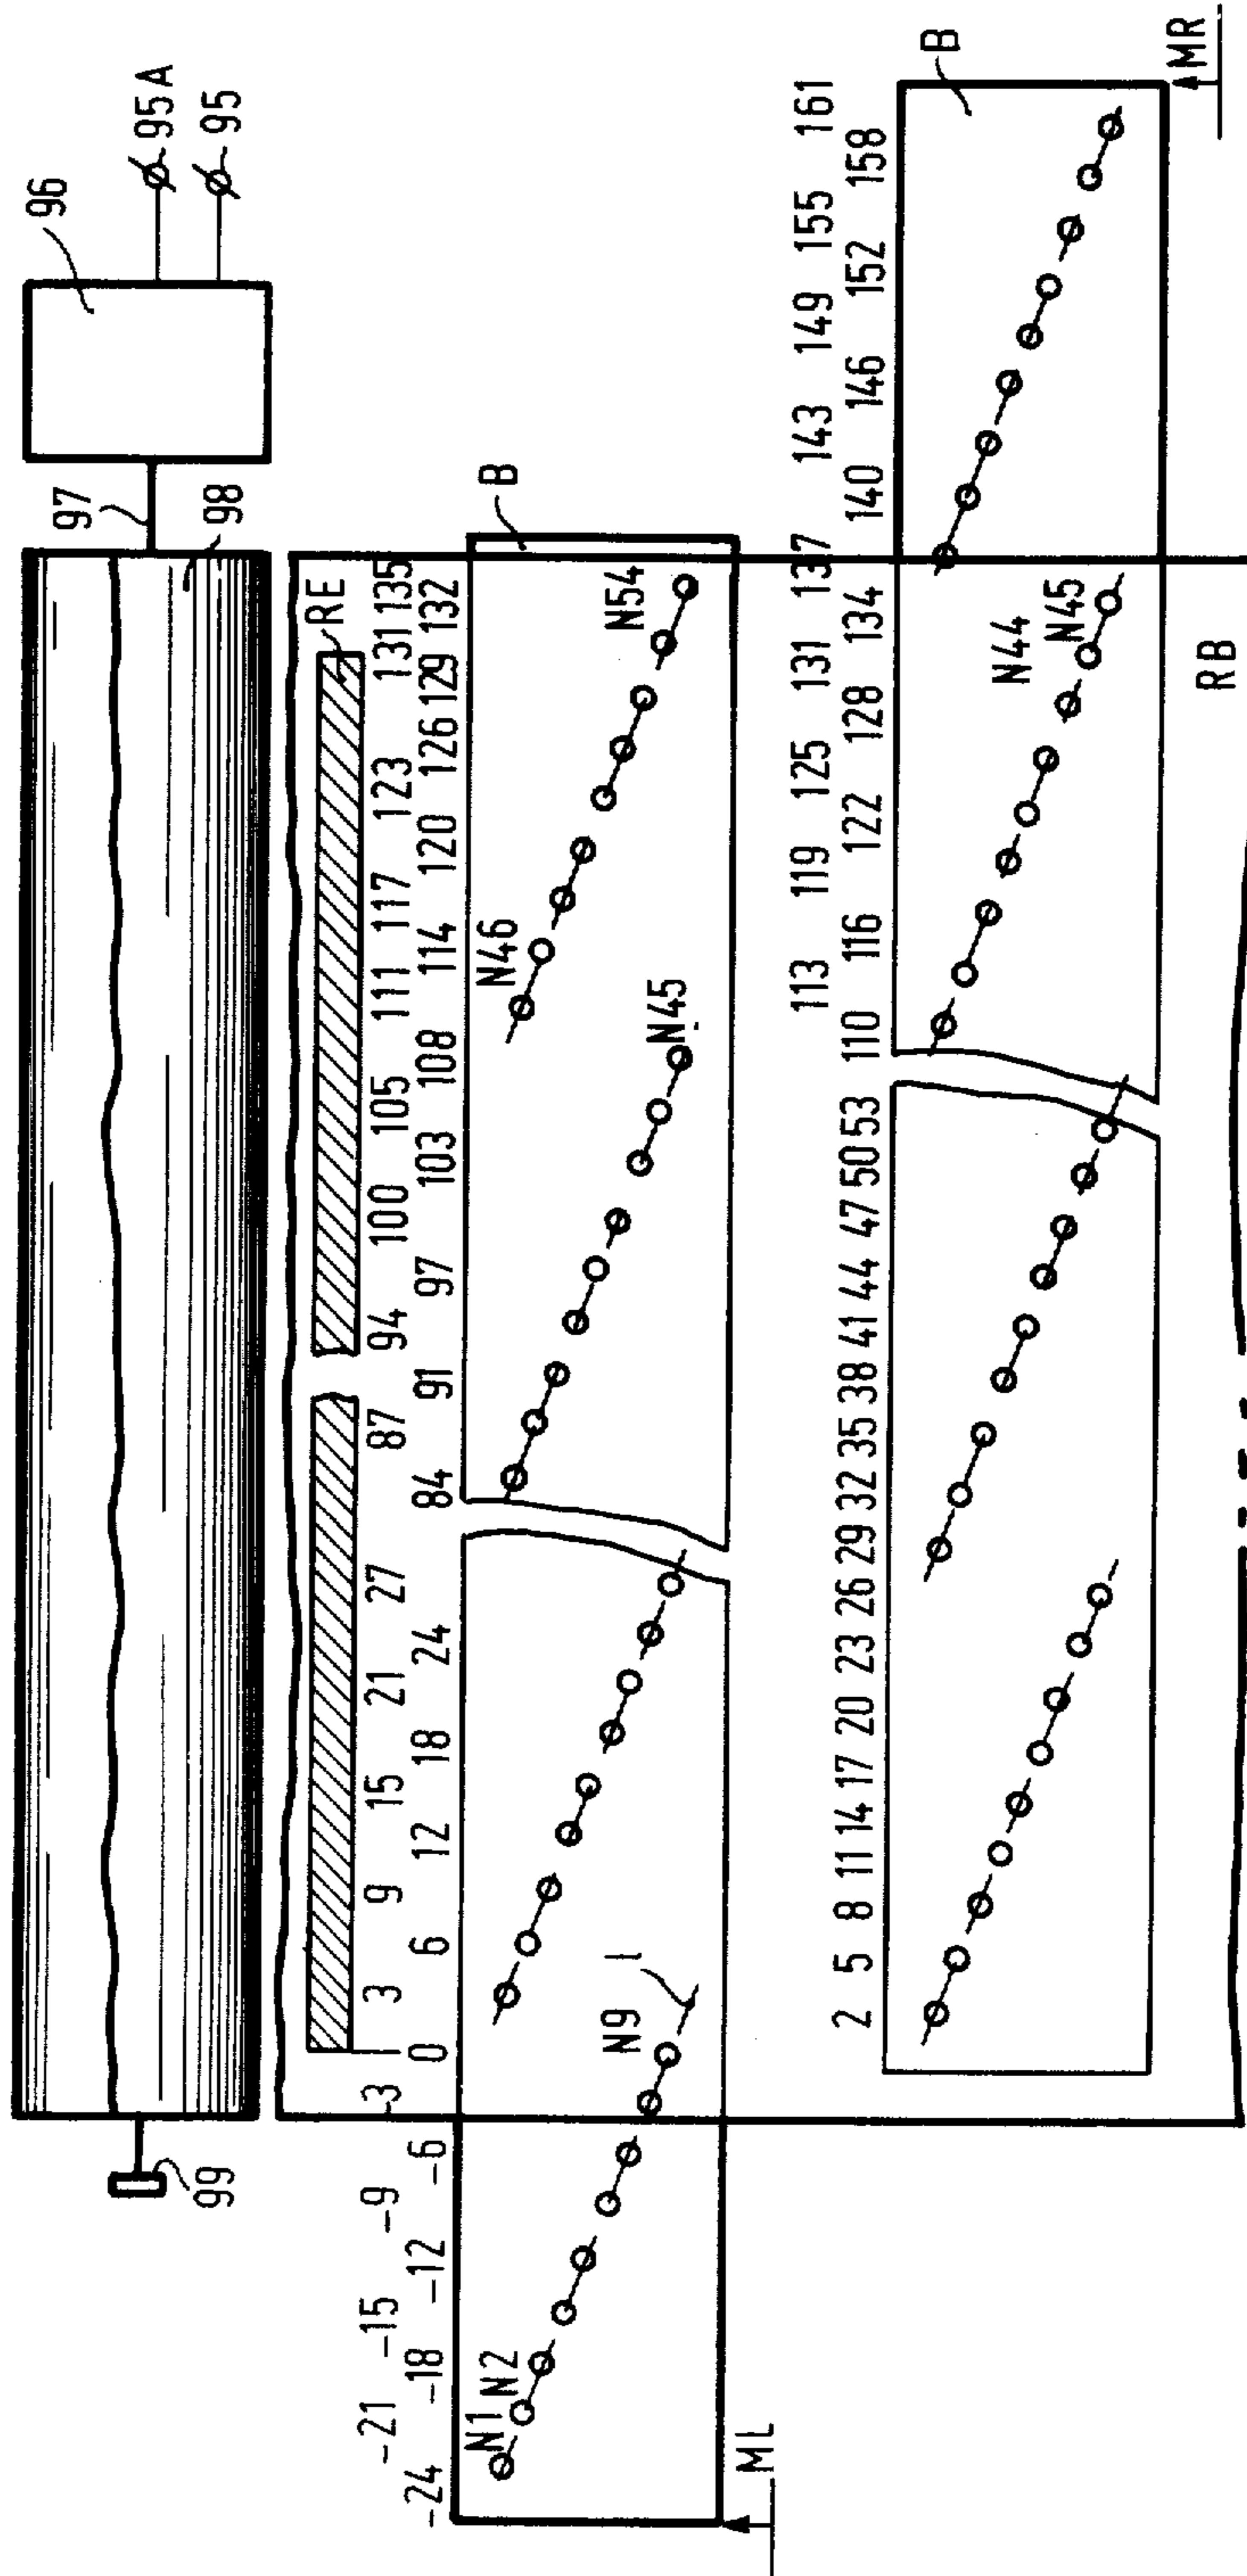 96
95A
95
97
98
99
RE
-21 -15 -9 -3 3 9 15 21 27 87 94 100 105 111 117 123 131 135
-24 -18 -12 -6 0 6 12 18 24 84 91 97 103 108 114 120 126 129 132
B
N1
N2
N9
l
N45
N46
N54
ML
113 119 125 131 137 143 149 155 161
2 5 8 11 14 17 20 23 26 29 32 35 38 41 44 47 50 53 110 116 122 128 134 140 146 152 158
B
N44
N45
RB
MR